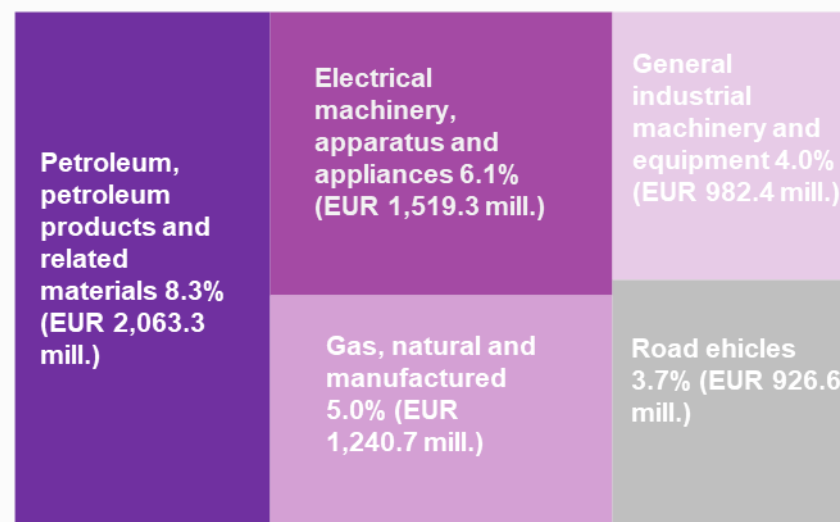 Petroleum,
petroleum
products and
related
materials 8.3%
(EUR 2,063.3
mill.)
Electrical
machinery,
apparatus and
appliances 6.1%
(EUR 1,519.3 mill.)
Gas, natural and
manufactured
5.0% (EUR
1,240.7 mill.)
General
industrial
machinery and
equipment 4.0%
(EUR 982.4 mill.)
Road ehicles
3.7% (EUR 926.6
mill.)